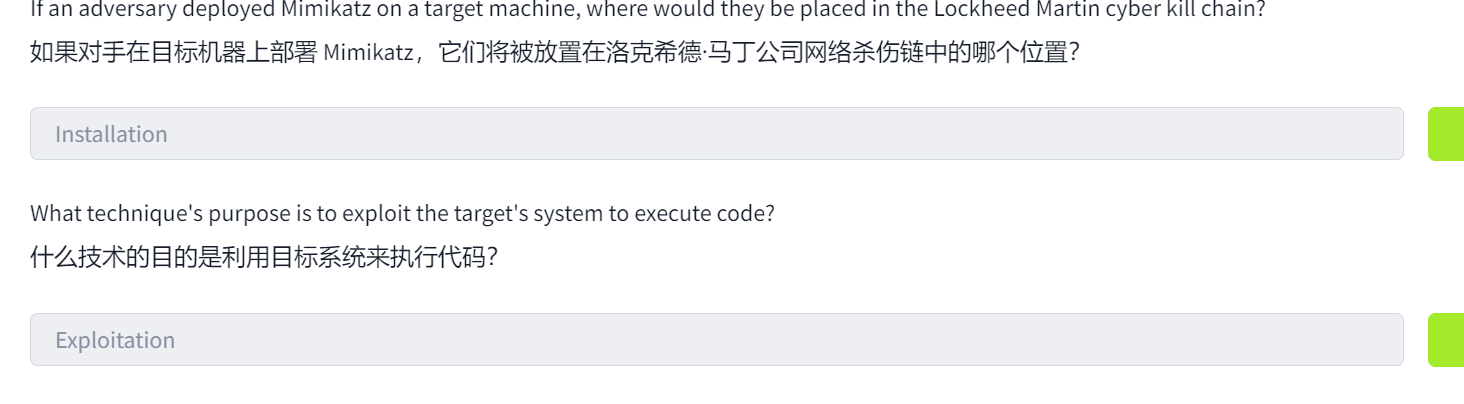 If an adversary deployed Mimikatz on a target machine, where would they be placed in the Lockheed Martin cyber kill chain?
如果对手在目标机器上部署 Mimikatz，它们将被放置在洛克希德·马丁公司网络杀伤链中的哪个位置？
Installation
What technique's purpose is to exploit the target's system to execute code?
什么技术的目的是利用目标系统来执行代码？
Exploitation